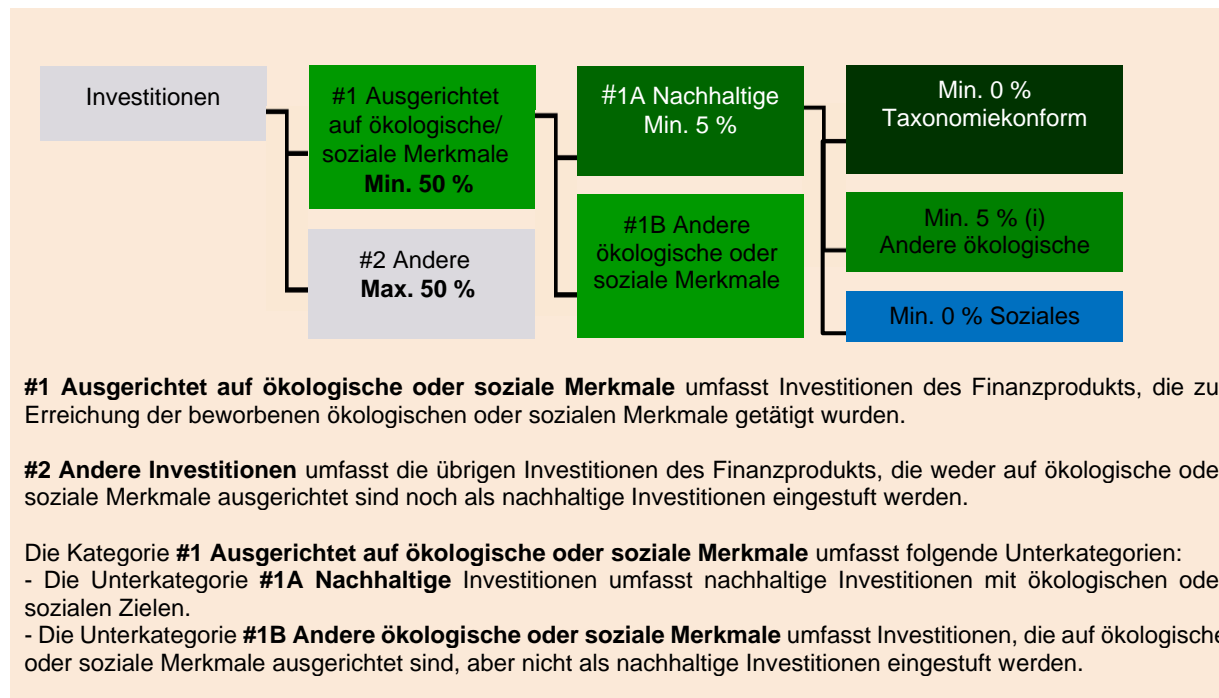 Investitionen
#1 Ausgerichtet
auf ökologische/
soziale Merkmale
Min. 50 %
#2 Andere
Max. 50 %
#1A Nachhaltige
Min. 5 %
#1B Andere
ökologische oder
soziale Merkmale
Min. 0 %
Taxonomiekonform
Min. 5 % (i)
Andere ökologische
Min. 0 % Soziales
#1 Ausgerichtet auf ökologische oder soziale Merkmale umfasst Investitionen des Finanzprodukts, die zu
Erreichung der beworbenen ökologischen oder sozialen Merkmale getätigt wurden.
#2 Andere Investitionen umfasst die übrigen Investitionen des Finanzprodukts, die weder auf ökologische ode
soziale Merkmale ausgerichtet sind noch als nachhaltige Investitionen eingestuft werden.
Die Kategorie #1 Ausgerichtet auf ökologische oder soziale Merkmale umfasst folgende Unterkategorien:
- Die Unterkategorie #1A Nachhaltige Investitionen umfasst nachhaltige Investitionen mit ökologischen ode
sozialen Zielen.
- Die Unterkategorie #1B Andere ökologische oder soziale Merkmale umfasst Investitionen, die auf ökologische
oder soziale Merkmale ausgerichtet sind, aber nicht als nachhaltige Investitionen eingestuft werden.